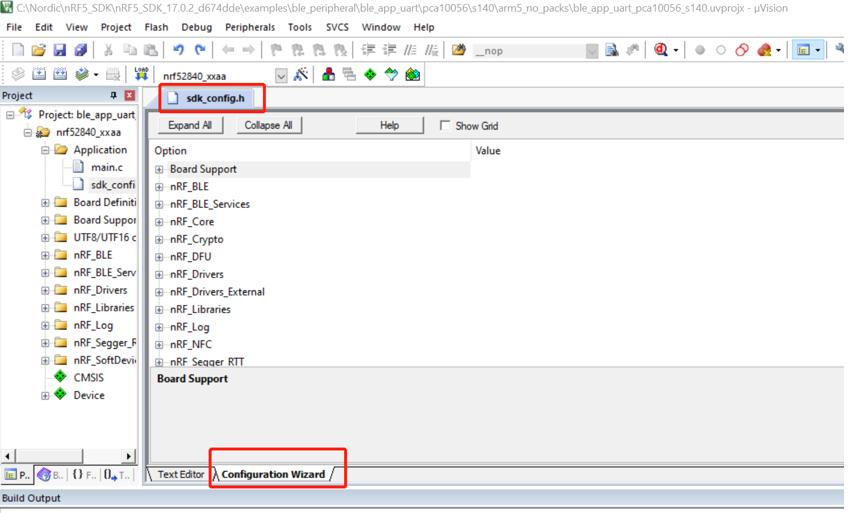 C:\Nordic\nRF5_SDK\nRF5_SDK_17.0.2_d674dde\examples\ble_peripheral\ble_app_uart\pca10056\s140\arm5_no_packs\ble_app_uart_pca10056_s140.uvprojx - µVision
File Edit View Project Flash Debug Peripherals Tools SVCS Window Help
__nop
LOAD nrf52840_xxaa
Project
sdk_config.h
Project: ble_app_uart_
nrf52840_xxaa
Application
main.c
sdk_confi
Board Definiti
Board Suppor
UTF8/UTF16 c
nRF_BLE
nRF_BLE_Serv
nRF_Drivers
nRF_Libraries
nRF_Log
nRF_Segger_R
nRF_SoftDevi
CMSIS
Device
P... B... {} F... 0 T...
Expand All Collapse All Help Show Grid
Option Value
Board Support
nRF_BLE
nRF_BLE_Services
nRF_Core
nRF_Crypto
nRF_DFU
nRF_Drivers
nRF_Drivers_External
nRF_Libraries
nRF_Log
nRF_NFC
nRF_Segger_RTT
Board Support
Text Editor Configuration Wizard
Build Output